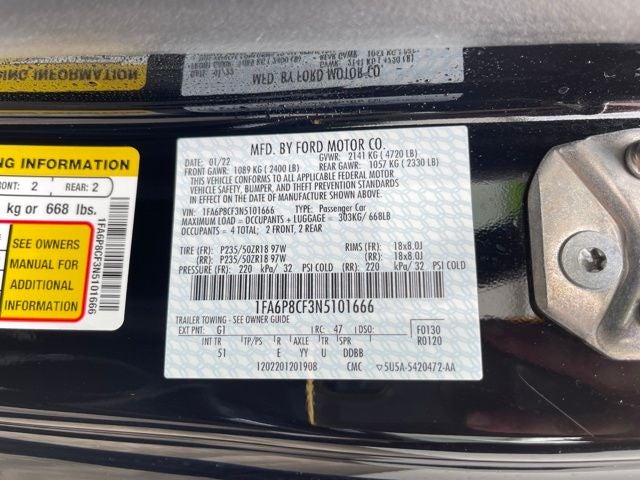 MFD. BY FORD MOTOR CO.
NG INFORMATION
FRONT: 2 REAR: 2
kg or 668 lbs.
SEE OWNERS
MANUAL FOR
ADDITIONAL
INFORMATION
1FA6P8CF3N5101666
MFD. BY FORD MOTOR CO.
DATE: 01/22 GVWR: 2141 KG ( 4720 LB)
FRONT GAWR: 1089 KG ( 2400 LB) REAR GAWR: 1057 KG ( 2330 LB)
THIS VEHICLE CONFORMS TO ALL APPLICABLE FEDERAL MOTOR
VEHICLE SAFETY, BUMPER, AND THEFT PREVENTION STANDARDS
IN EFFECT ON THE DATE OF MANUFACTURE SHOWN ABOVE.
VIN: 1FA6P8CF3N5101666 TYPE: Passenger Car
MAXIMUM LOAD = OCCUPANTS + LUGGAGE = 303KG/ 668LB
OCCUPANTS = 4 TOTAL; 2 FRONT, 2 REAR
TIRE (FR): P235/50ZR18 97W RIMS (FR): 18x8.0J
(RR): P235/50ZR18 97W (RR): 18x8.0J
PRESSURE (FR): 220 kPa/ 32 PSI COLD (RR): 220 kPa/ 32 PSI COLD
1FA6P8CF3N5101666
TRAILER TOWING - SEE OWNER GUIDE
EXT PNT: G1 RC: 47 DSO: F0130
INT TR TP/PS R AXLE TR SPR R0120
51 E YY U DDBB
1202201201908 CMC 5U5A-5420472-AA